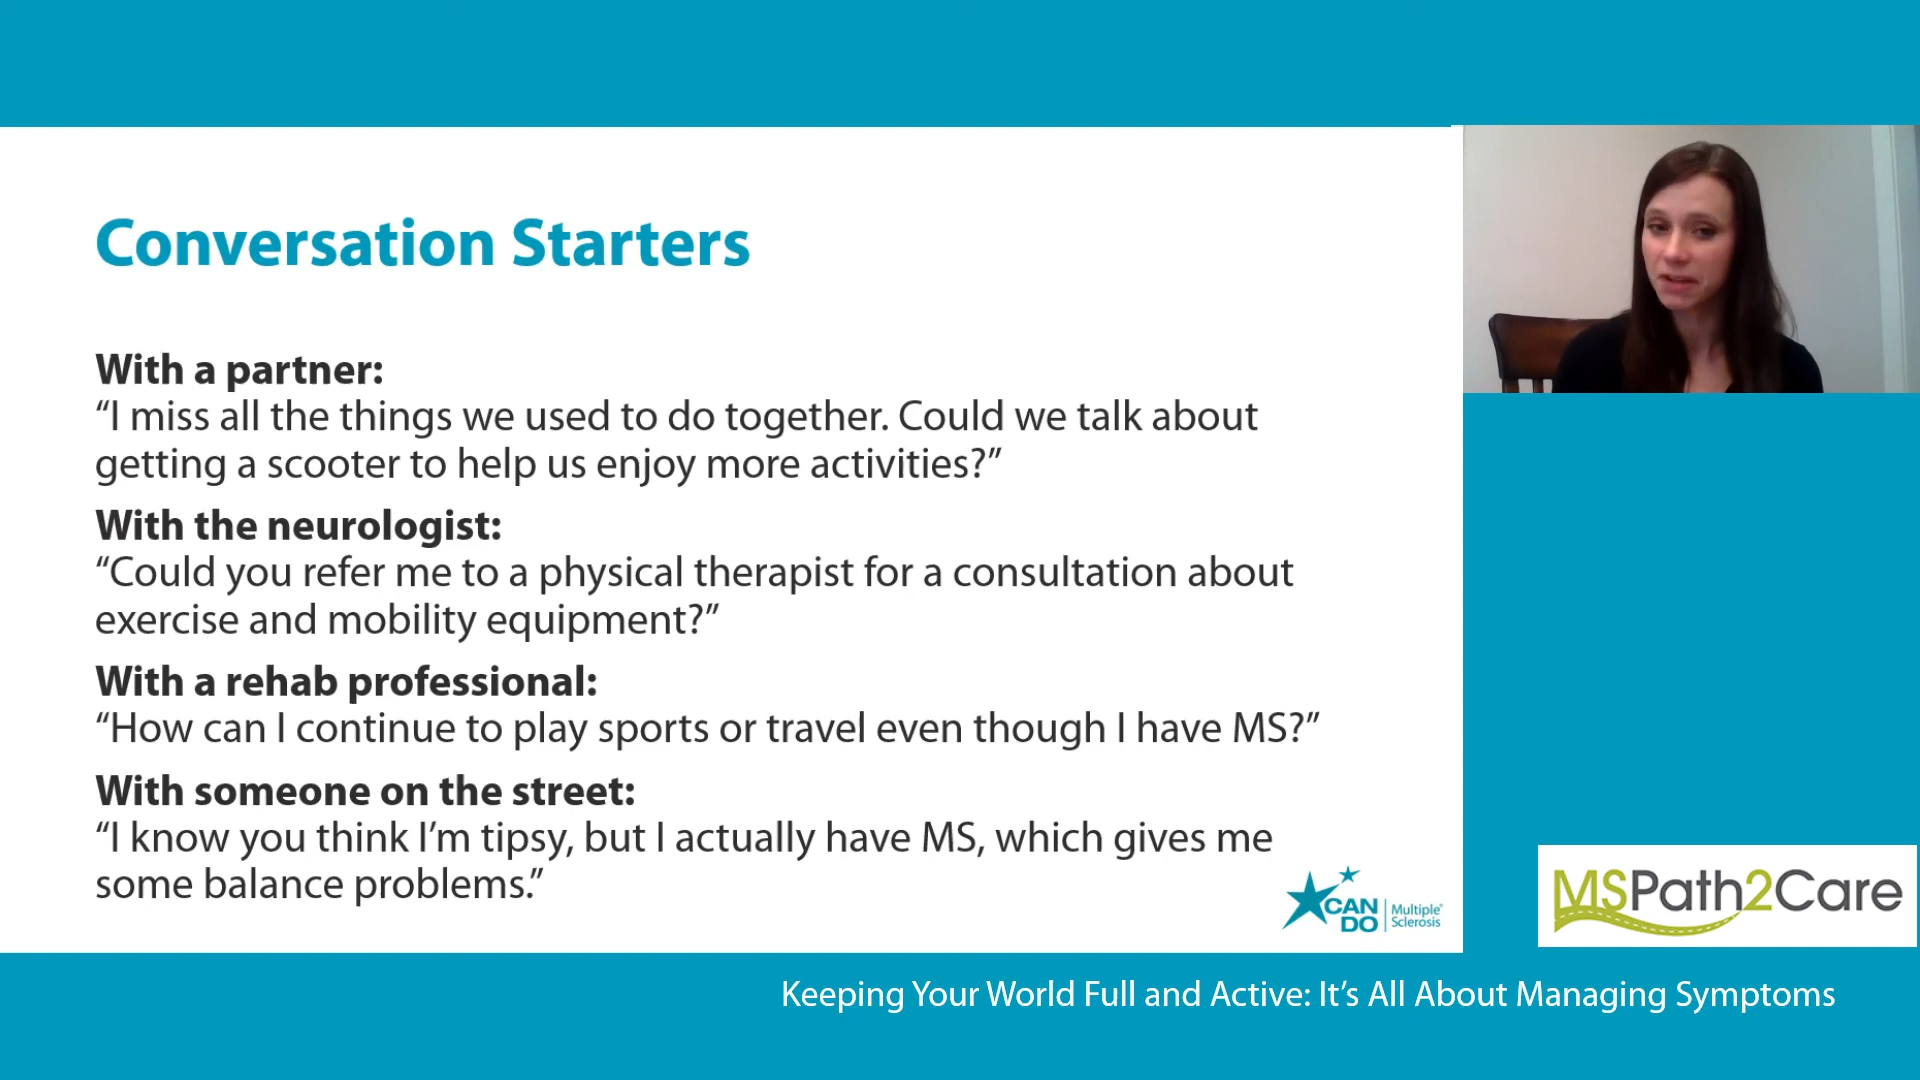 Conversation Starters
With a partner:
“I miss all the things we used to do together. Could we talk about
getting a scooter to help us enjoy more activities?”
With the neurologist:
“Could you refer me to a physical therapist for a consultation about
exercise and mobility equipment?”
With a rehab professional:
“How can I continue to play sports or travel even though I have MS?”
With someone on the street:
“I know you think I’m tipsy, but I actually have MS, which gives me
some balance problems.”
CAN DO
Multiple®
Sclerosis
MSPath2Care
Keeping Your World Full and Active: It’s All About Managing Symptoms